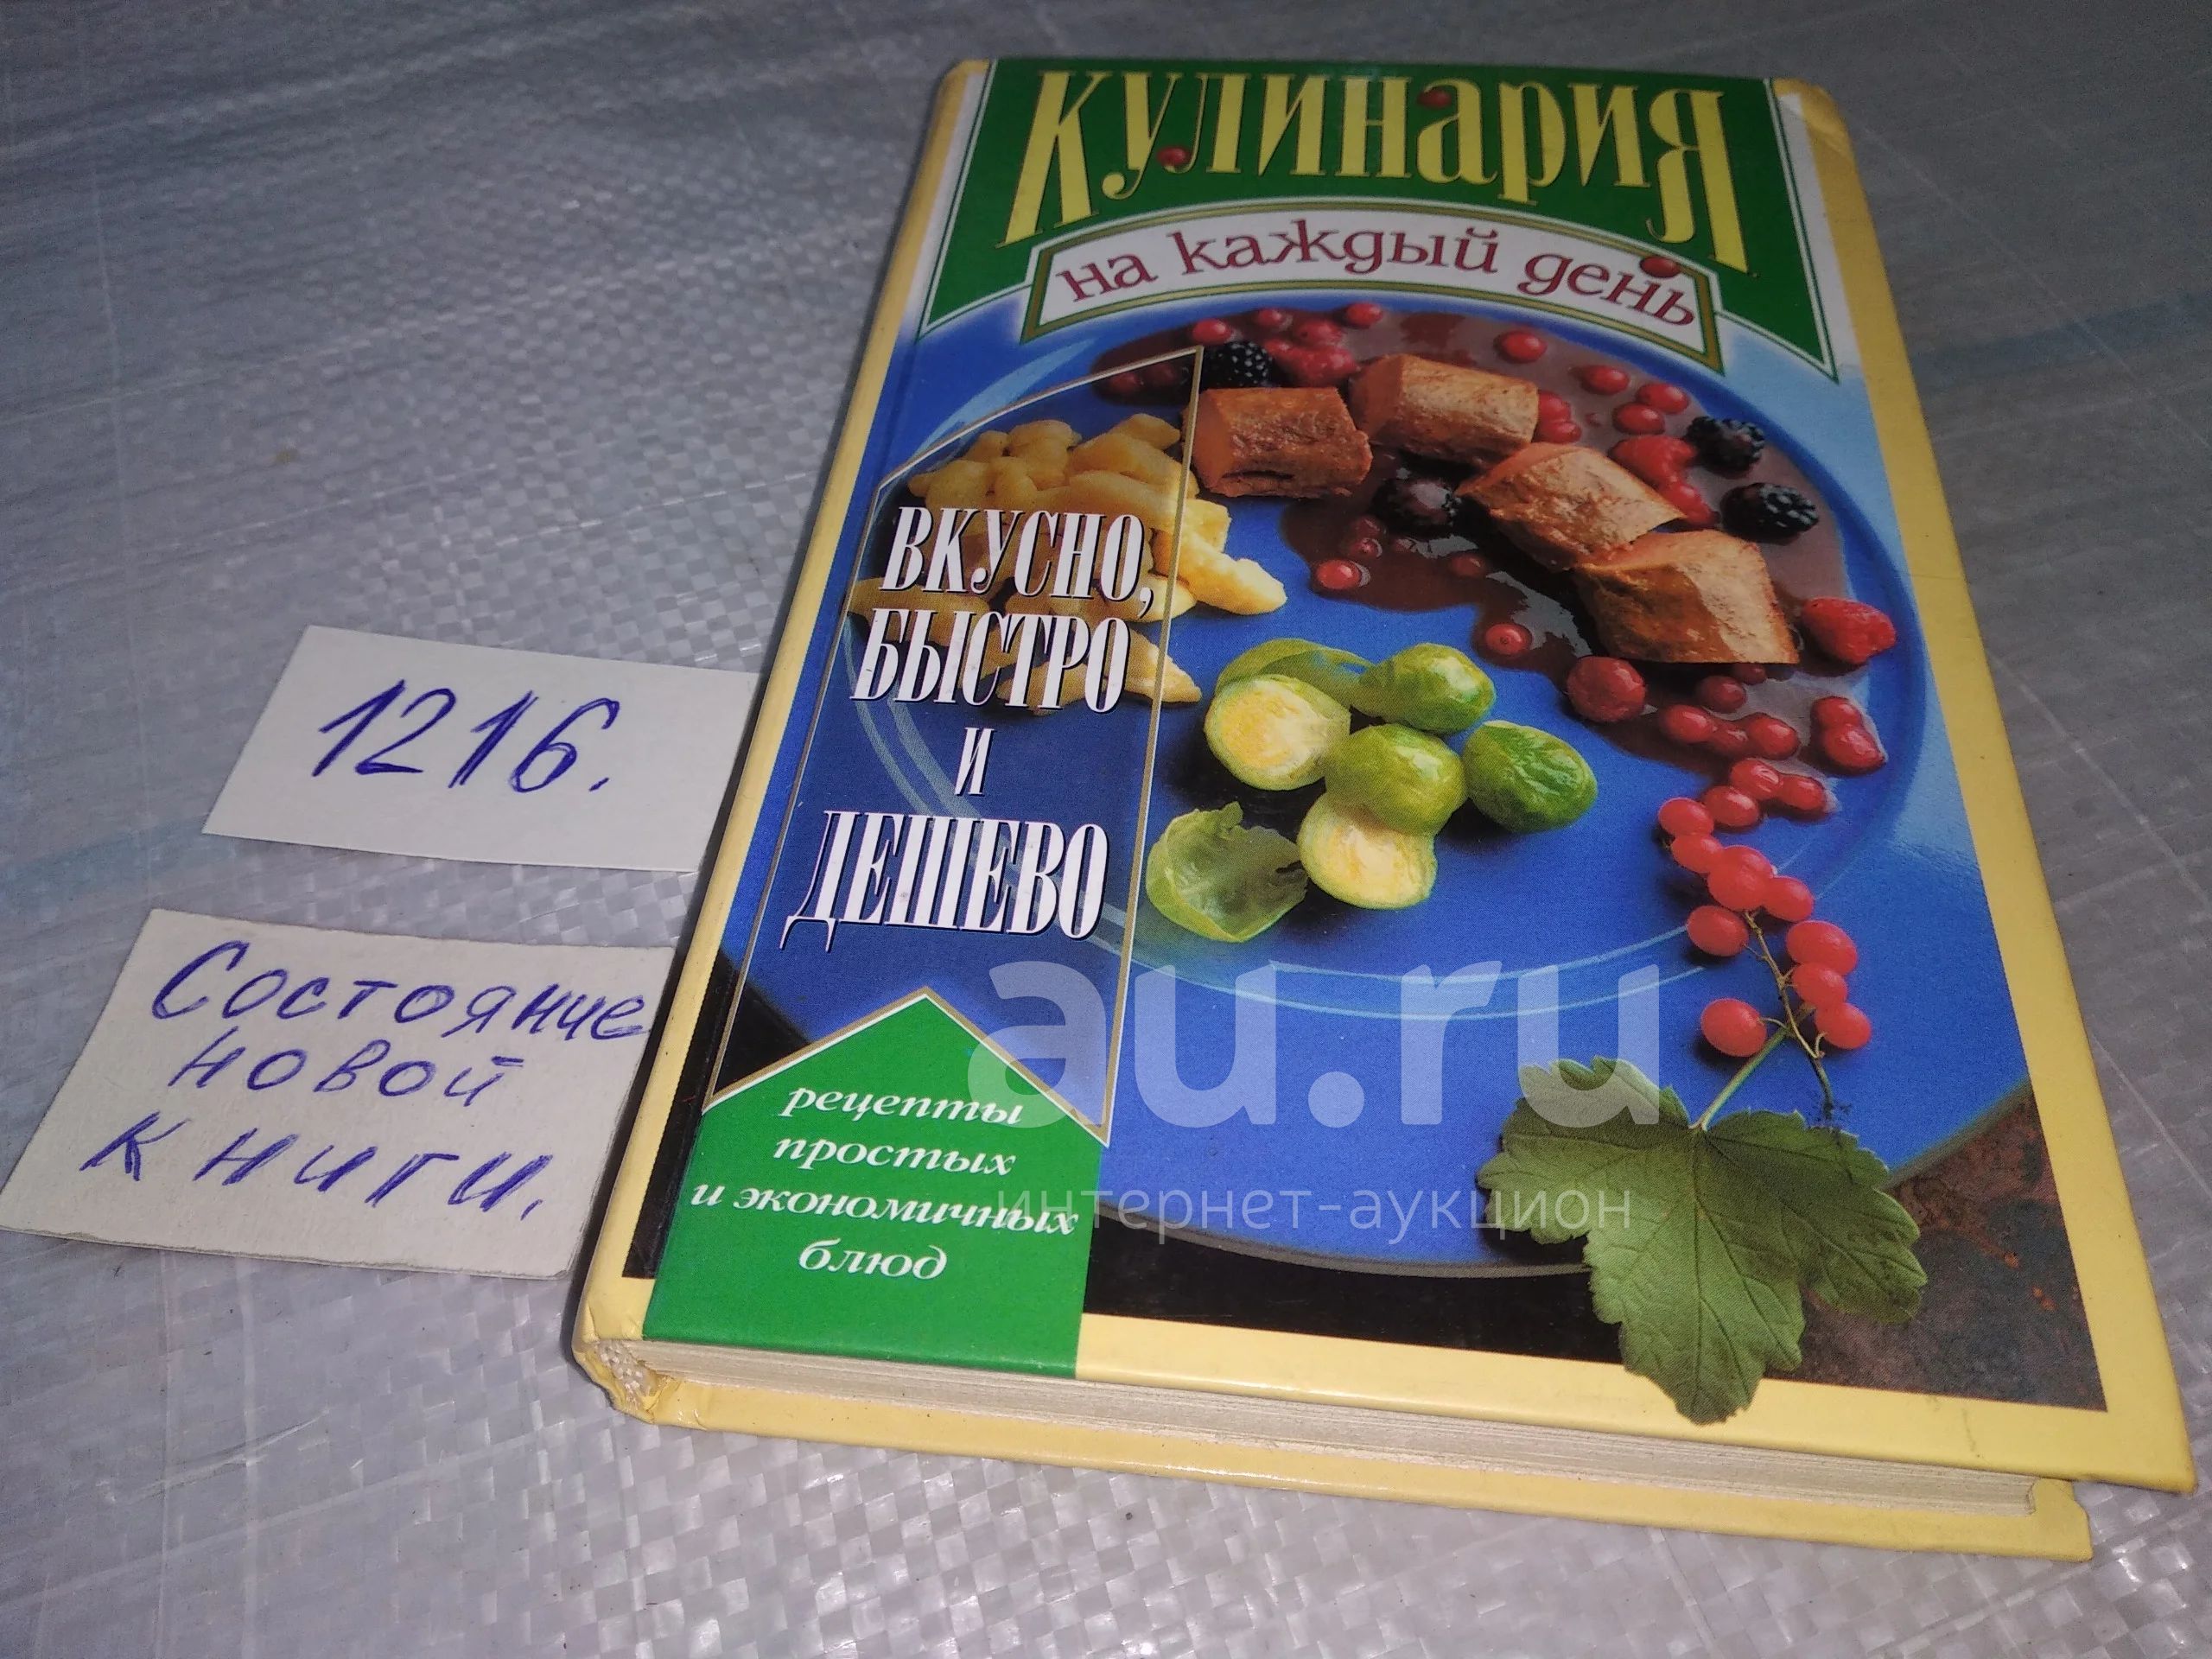 Кулинария
на каждый день
ВКУСНО,
БЫСТРО
И
ДЕШЕВО
рецепты
простых
и экономичных
блюд
1216.
Состояние
новой
книги.
au.ru
интернет-аукцион